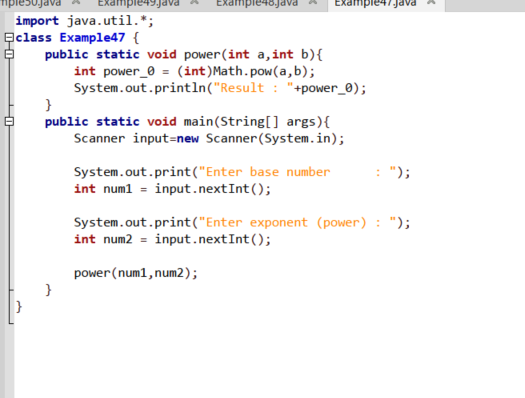 mple50.java Example49.java Example48.java Example47.java
import java.util.*;
class Example47 {
    public static void power(int a,int b){
        int power_0 = (int)Math.pow(a,b);
        System.out.println("Result : "+power_0);
    }
    public static void main(String[] args){
        Scanner input=new Scanner(System.in);
        System.out.print("Enter base number      : ");
        int num1 = input.nextInt();
        System.out.print("Enter exponent (power) : ");
        int num2 = input.nextInt();
        power(num1,num2);
    }
}